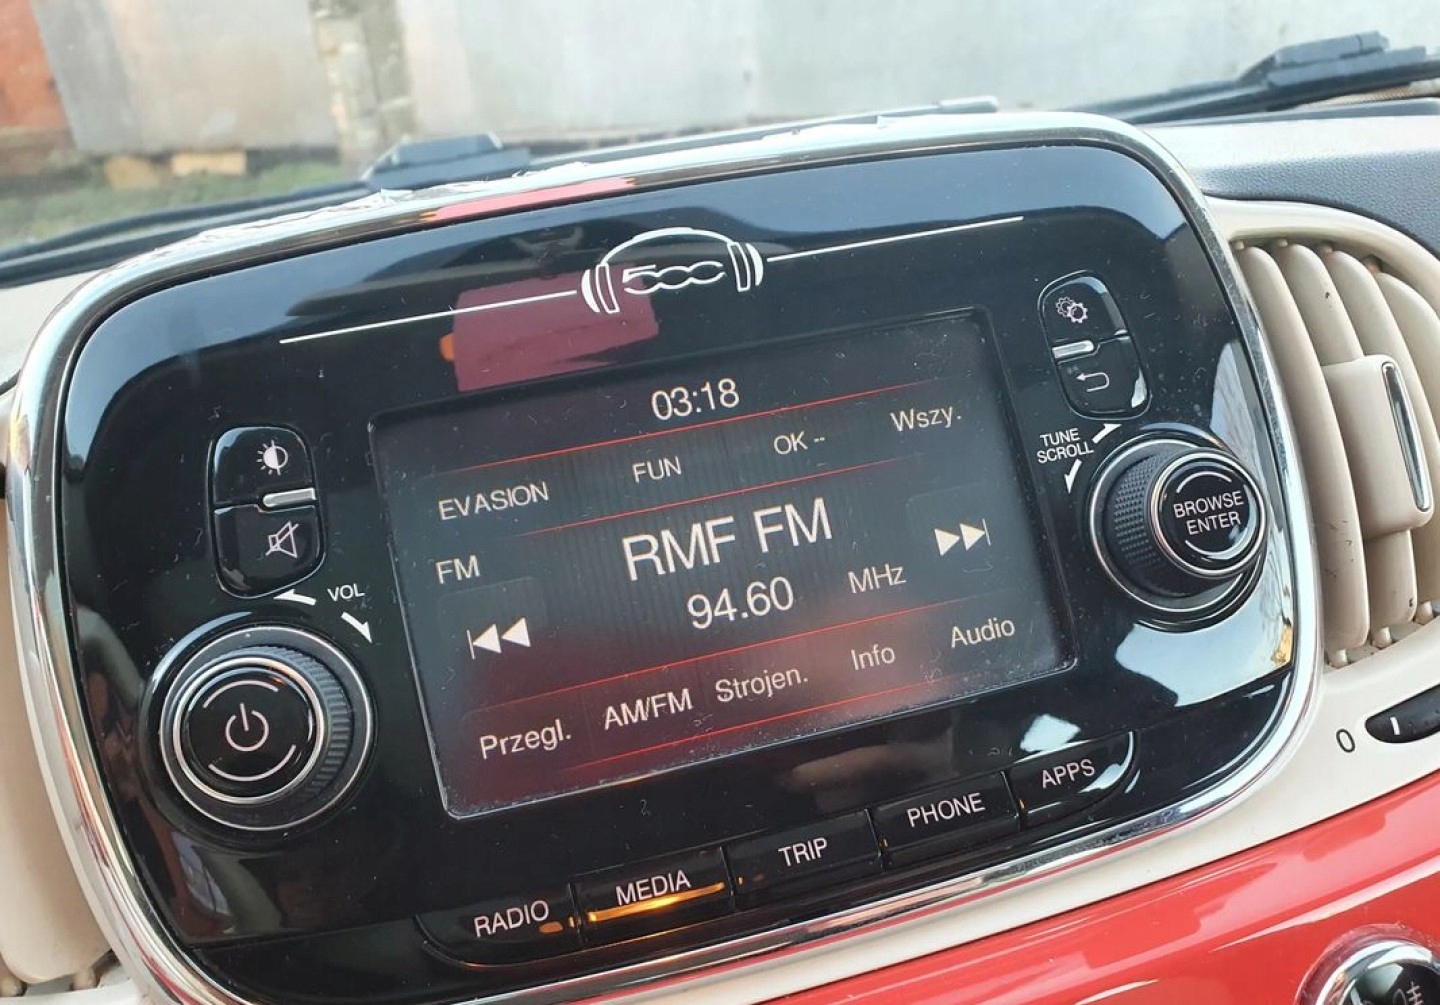 500
03:18
EVASION FUN OK -- Wszy.
FM RMF FM
94.60 MHz
Przegl. AM/FM Strojen. Info Audio
VOL
TUNE
SCROLL
BROWSE
ENTER
RADIO MEDIA TRIP PHONE APPS
0